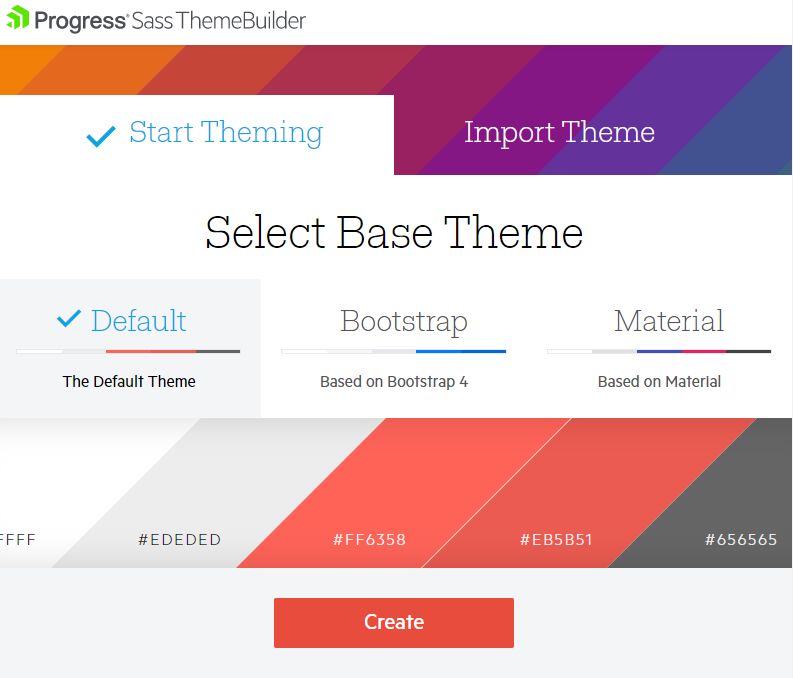 Progress® Sass ThemeBuilder
Start Theming
Import Theme
Select Base Theme
Default
Bootstrap
Material
The Default Theme
Based on Bootstrap 4
Based on Material
FFFF
#EDEDED
#FF6358
#EB5B51
#656565
Create